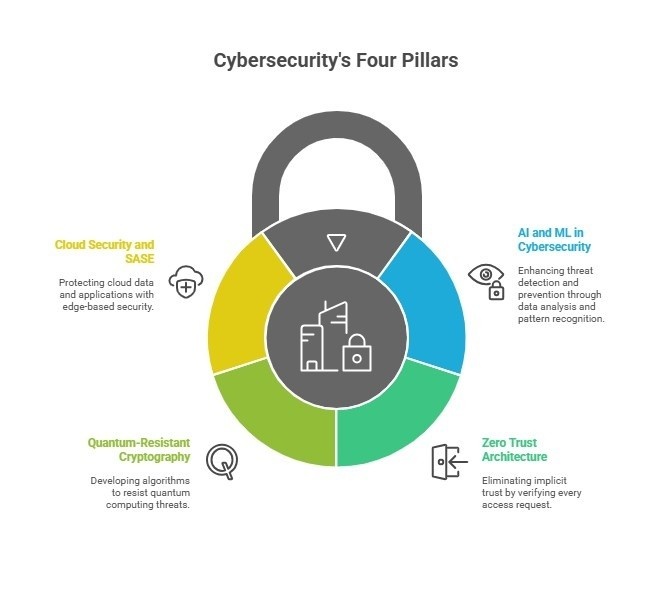 Cybersecurity's Four Pillars
Cloud Security and
SASE
Protecting cloud data
and applications with
edge-based security.
AI and ML in
Cybersecurity
Enhancing threat
detection and
prevention through
data analysis and
pattern recognition.
Quantum-Resistant
Cryptography
Developing algorithms
to resist quantum
computing threats.
Zero Trust
Architecture
Eliminating implicit
trust by verifying every
access request.